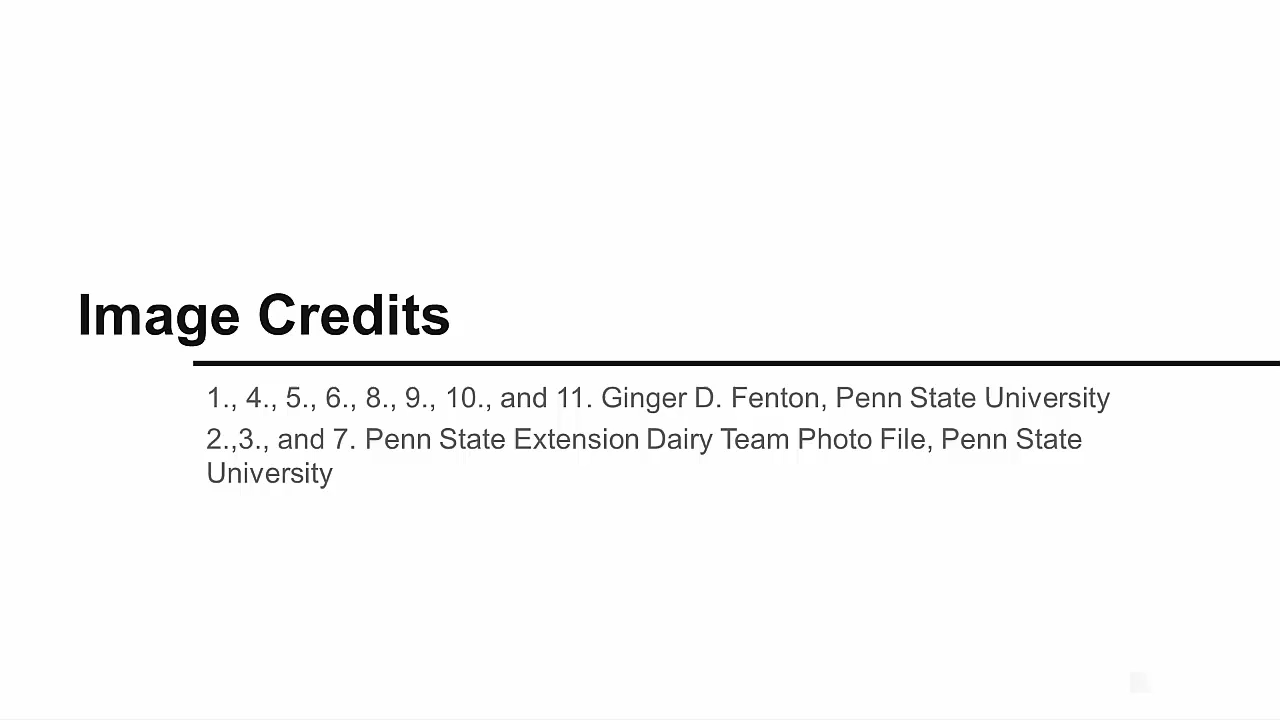 Image Credits
1., 4., 5., 6., 8., 9., 10., and 11. Ginger D. Fenton, Penn State University
2.,3., and 7. Penn State Extension Dairy Team Photo File, Penn State
University